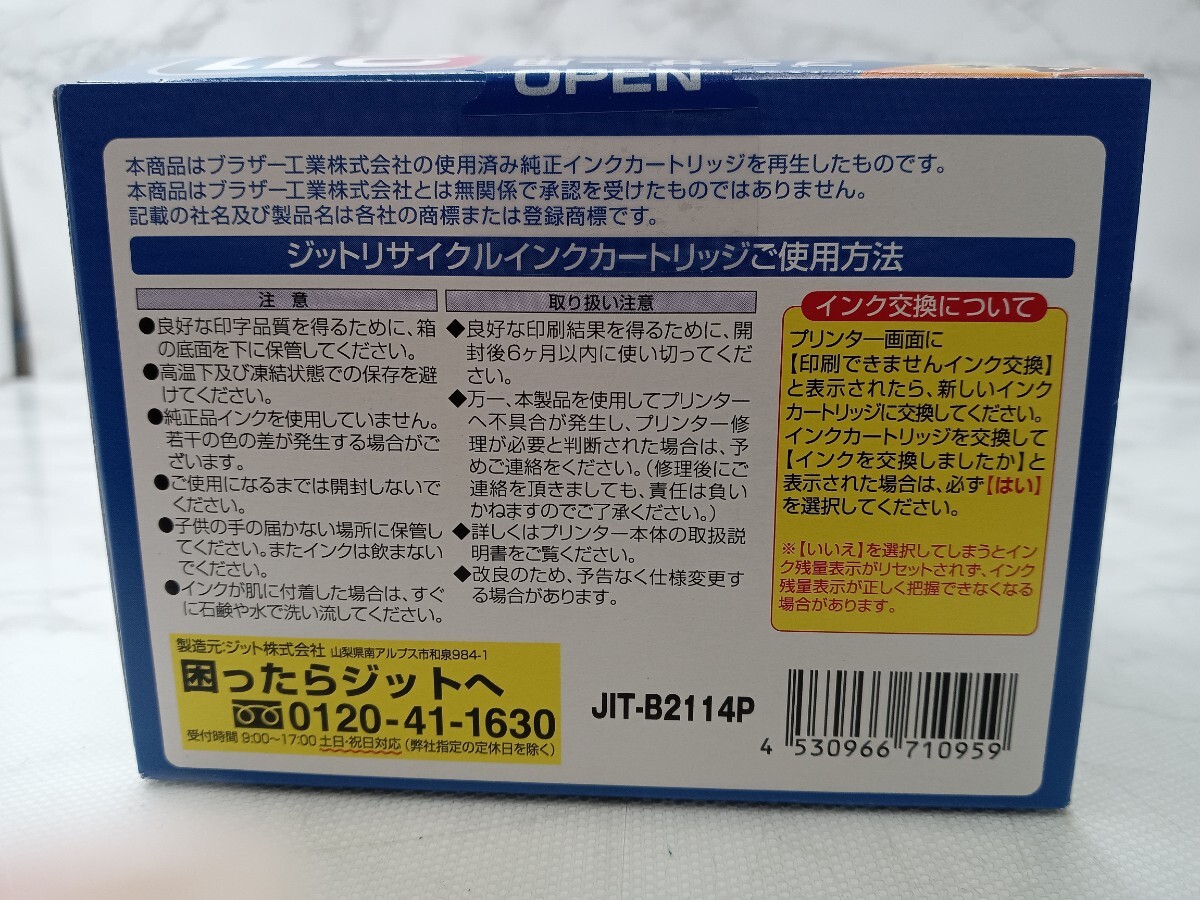 OPEN
本商品はブラザー工業株式会社の使用済み純正インクカートリッジを再生したものです。
本商品はブラザー工業株式会社とは無関係で承認を受けたものではありません。
記載の社名及び製品名は各社の商標または登録商標です。
ジットリサイクルインクカートリッジご使用方法
注 意
●良好な印字品質を得るために、箱
の底面を下に保管してください。
●高温下及び凍結状態での保存を避
けてください。
●純正品インクを使用していません。
若干の色の差が発生する場合がご
ざいます。
●ご使用になるまでは開封しないで
ください。
●子供の手の届かない場所に保管し
てください。またインクは飲まない
でください。
●インクが肌に付着した場合は、すぐ
に石鹸や水で洗い流してください。
取り扱い注意
◆良好な印刷結果を得るために、開
封後6ヶ月以内に使い切ってくだ
さい。
◆万一、本製品を使用してプリンター
へ不具合が発生し、プリンター修
理が必要と判断された場合は、予
めご連絡をください。(修理後にご
連絡を頂きましても、責任は負い
かねますのでご了承ください。)
◆詳しくはプリンター本体の取扱説
明書をご覧ください。
◆改良のため、予告なく仕様変更す
る場合があります。
インク交換について
プリンター画面に
【印刷できませんインク交換】
と表示されたら、新しいインク
カートリッジに交換してください。
インクカートリッジを交換して
【インクを交換しましたか】と
表示された場合は、必ず【はい】
を選択してください。
※【いいえ】を選択してしまうとイン
ク残量表示がリセットされず、インク
残量表示が正しく把握できなくなる
場合があります。
製造元:ジット株式会社 山梨県南アルプス市和泉984-1
困ったらジットへ
0120-41-1630
受付時間 9:00~17:00 土日・祝日対応 (弊社指定の定休日を除く)
JIT-B2114P
4 530966 710959